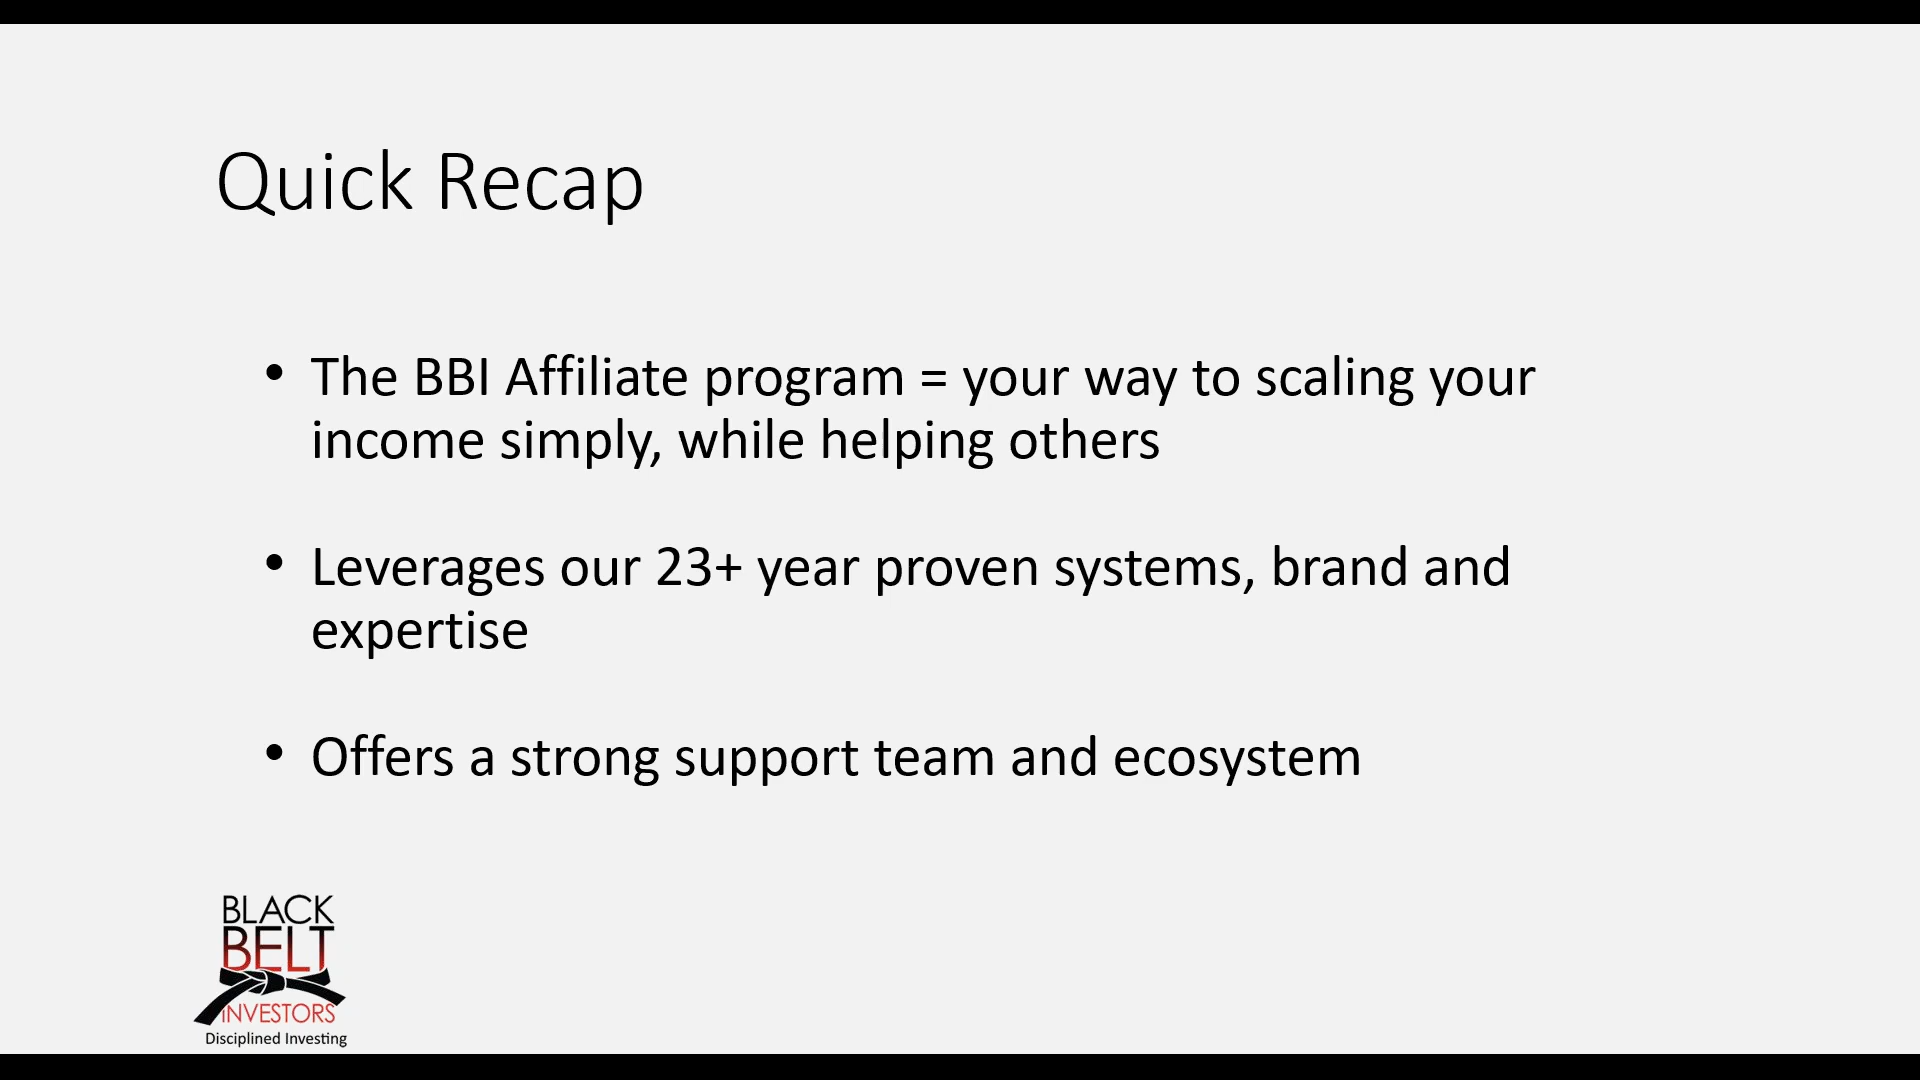 Quick Recap
• The BBI Affiliate program = your way to scaling your
income simply, while helping others
• Leverages our 23+ year proven systems, brand and
expertise
• Offers a strong support team and ecosystem
BLACK
BELT
INVESTORS
Disciplined Investing